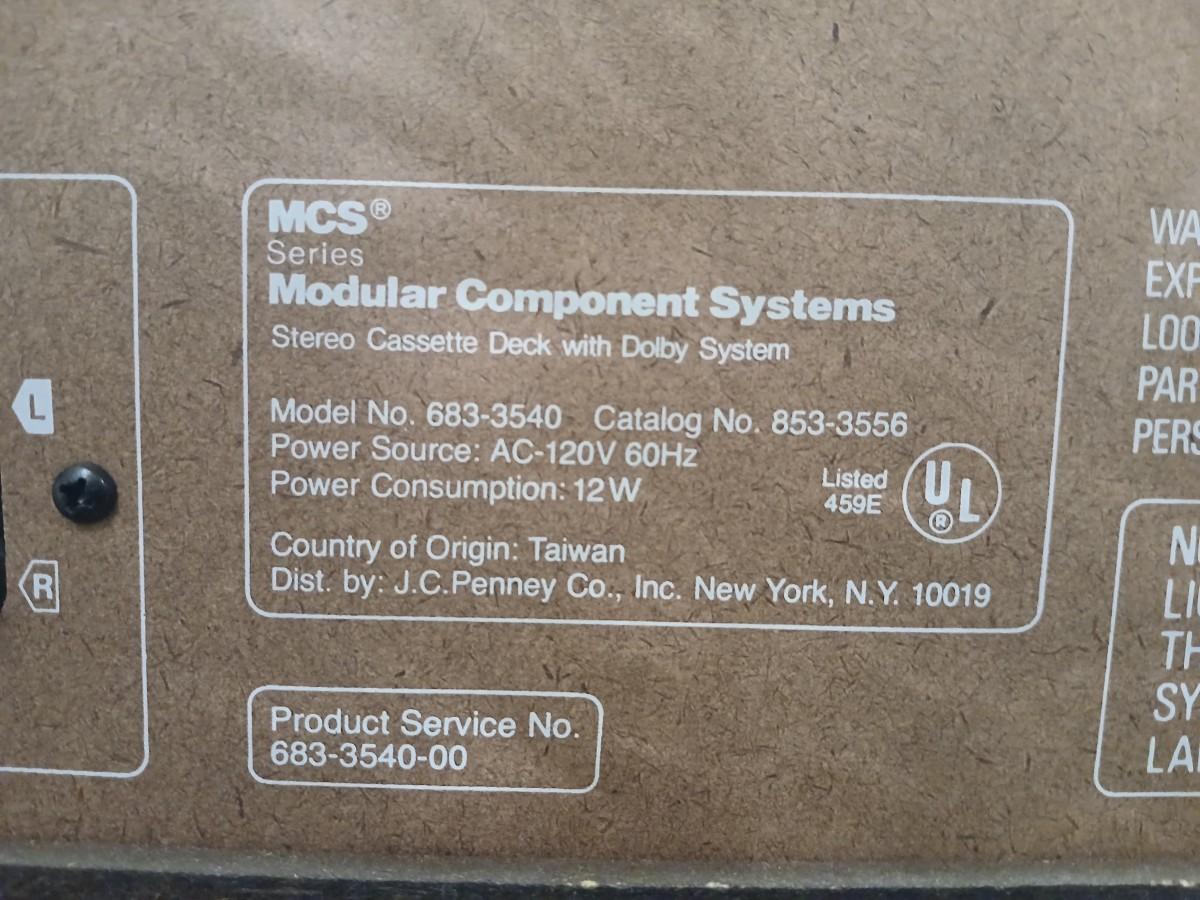 MCS®
Series
Modular Component Systems
Stereo Cassette Deck with Dolby System
Model No. 683-3540 Catalog No. 853-3556
Power Source: AC-120V 60Hz
Power Consumption: 12W
Listed
459E
UL
®
Country of Origin: Taiwan
Dist. by: J.C.Penney Co., Inc. New York, N.Y. 10019
Product Service No.
683-3540-00
L
R